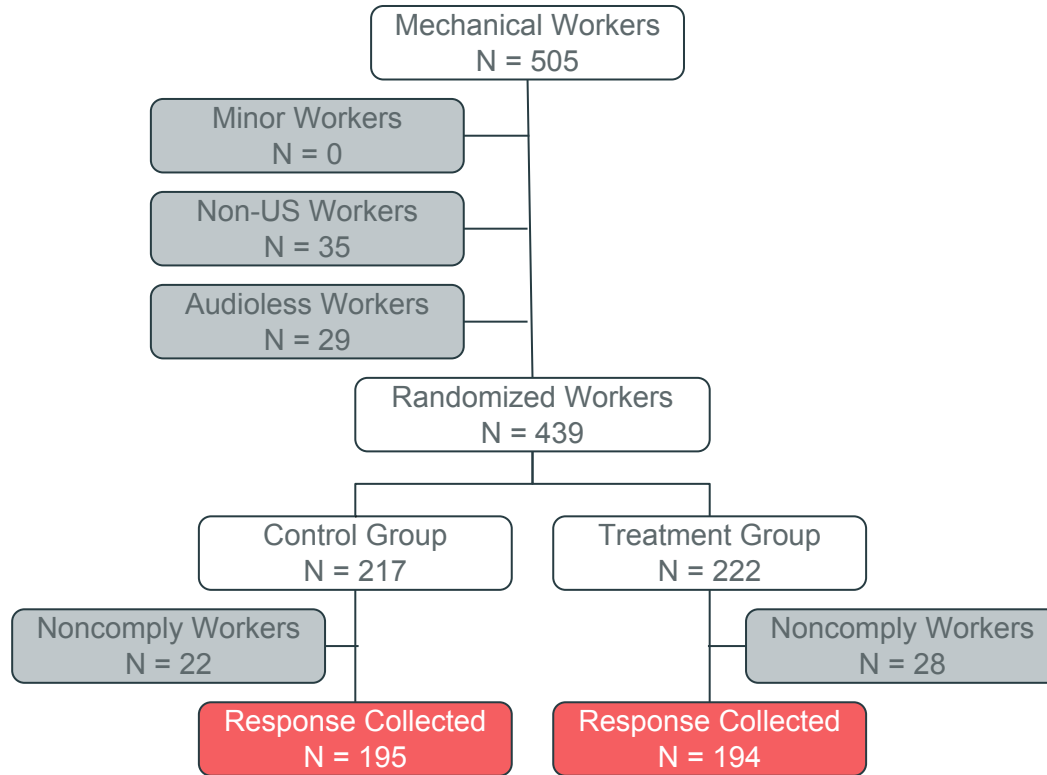 Mechanical Workers
N = 505
Minor Workers
N = 0
Non-US Workers
N = 35
Audioless Workers
N = 29
Randomized Workers
N = 439
Control Group
N = 217
Treatment Group
N = 222
Noncomply Workers
N = 22
Noncomply Workers
N = 28
Response Collected
N = 195
Response Collected
N = 194